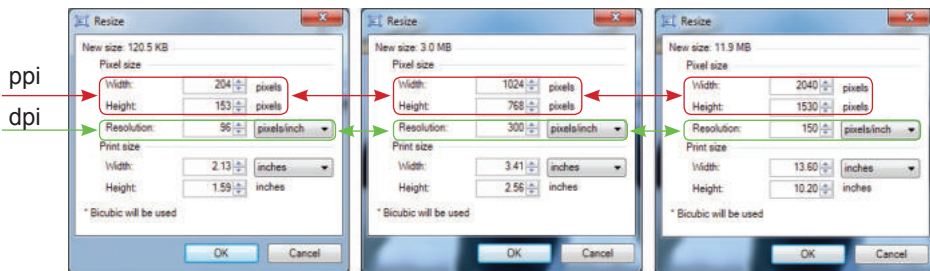 ppi
dpi
Resize
New size: 120.5 KB
Pixel size
Width: 204 pixels
Height: 153 pixels
Resolution: 96 pixels/inch
Print size
Width: 2.13 inches
Height: 1.59 inches
* Bicubic will be used
OK Cancel
Resize
New size: 3.0 MB
Pixel size
Width: 1024 pixels
Height: 768 pixels
Resolution: 300 pixels/inch
Print size
Width: 3.41 inches
Height: 2.56 inches
* Bicubic will be used
OK Cancel
Resize
New size: 11.9 MB
Pixel size
Width: 2040 pixels
Height: 1530 pixels
Resolution: 150 pixels/inch
Print size
Width: 13.60 inches
Height: 10.20 inches
* Bicubic will be used
OK Cancel